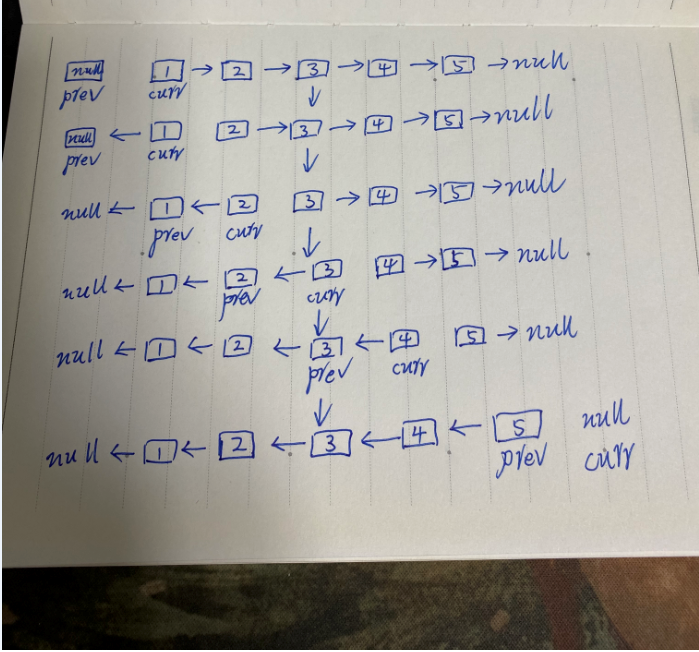 null 1 → 2 → 3 → 4 → 5 → null
prev curr ↓
null ← 1 2 → 3 → 4 → 5 → null
prev curr ↓
null ← 1 ← 2 3 → 4 → 5 → null
prev curr ↓
null ← 1 ← 2 ← 3 4 → 5 → null
prev curr
↓
null ← 1 ← 2 ← 3 ← 4 5 → null
prev curr
↓
null ← 1 ← 2 ← 3 ← 4 ← 5 null
prev curr